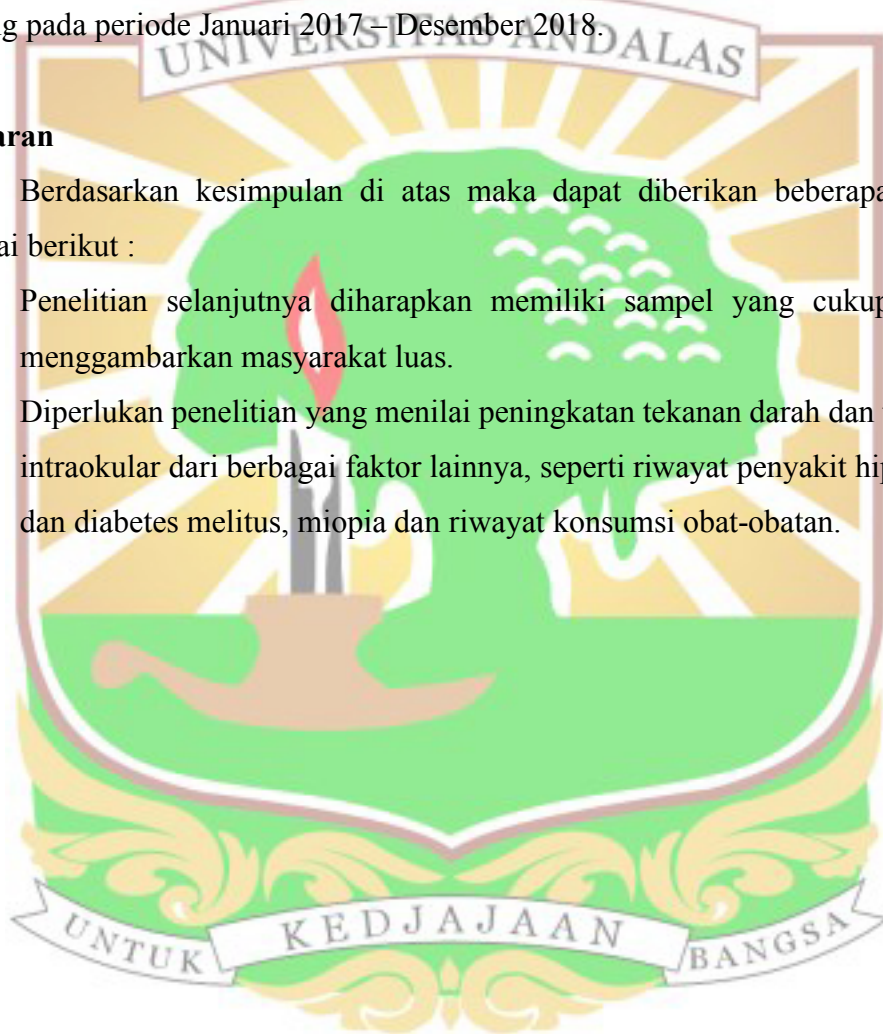 ng pada periode Januari 2017 – Desember 2018.
UNIVERSITAS ANDALAS
aran
Berdasarkan kesimpulan di atas maka dapat diberikan beberapa
ai berikut :
Penelitian selanjutnya diharapkan memiliki sampel yang cukup
menggambarkan masyarakat luas.
Diperlukan penelitian yang menilai peningkatan tekanan darah dan
intraokular dari berbagai faktor lainnya, seperti riwayat penyakit hip
dan diabetes melitus, miopia dan riwayat konsumsi obat-obatan.
UNTUK KEDJAJAAN BANGSA